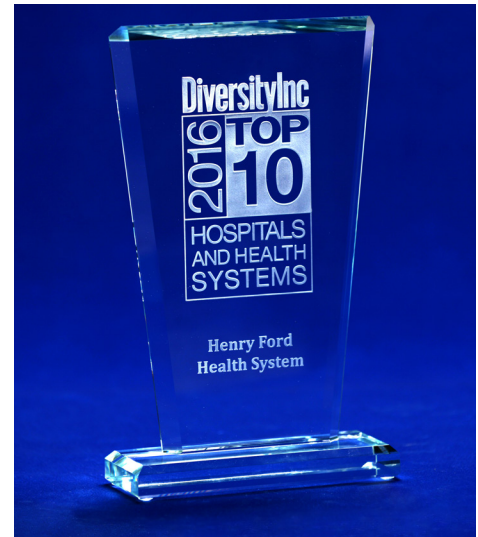 DiversityInc
2016
TOP
10
HOSPITALS
AND HEALTH
SYSTEMS
Henry Ford
Health System